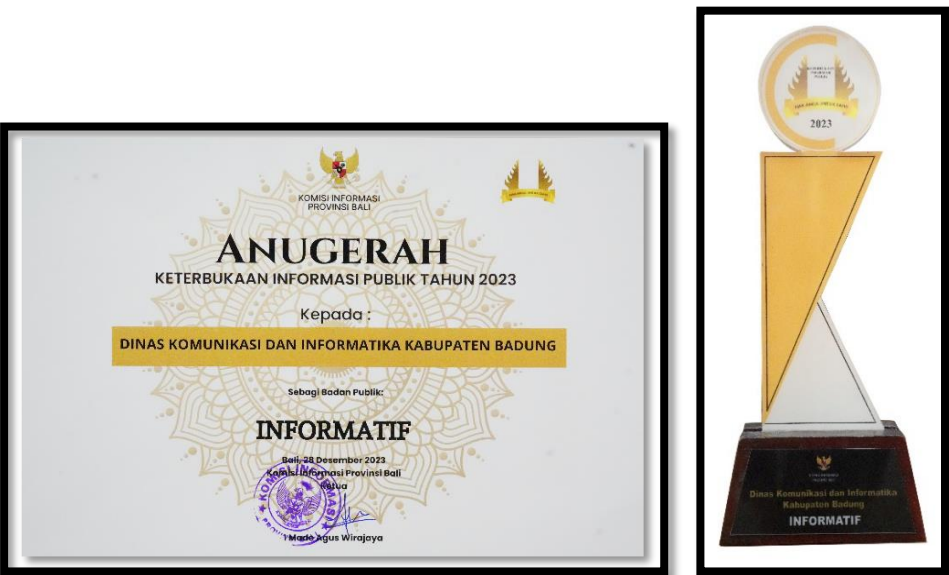 KOMISI INFORMASI
PROVINSI BALI
ANUGERAH
KETERBUKAAN INFORMASI PUBLIK TAHUN 2023
Kepada :
DINAS KOMUNIKASI DAN INFORMATIKA KABUPATEN BADUNG
Sebagi Badan Publik:
INFORMATIF
Bali, 28 Desember 2023
Komisi Informasi Provinsi Bali
Ketua
I Made Agus Wirajaya
KOMISI INFORMASI
2023
Dinas Komunikasi dan Informatika
Kabupaten Badung
INFORMATIF